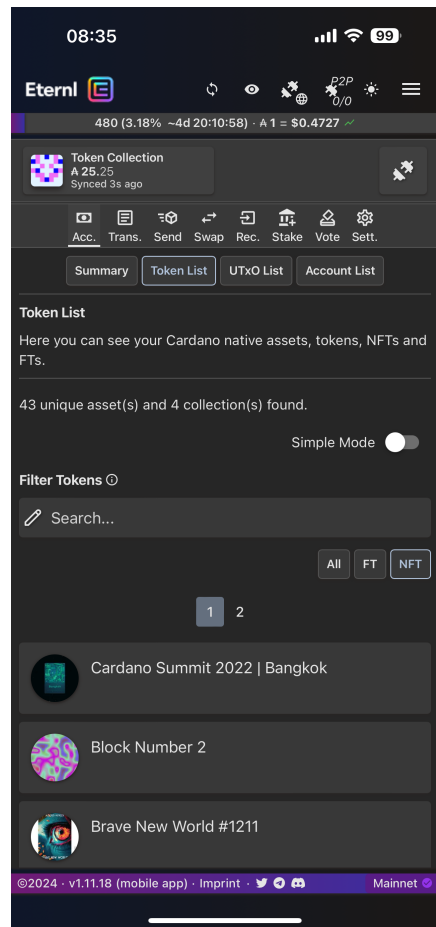 08:35
99
Eternl
P2P
0/0
480 (3.18% ~4d 20:10:58) · ₳ 1 = $0.4727
Token Collection
₳ 25.25
Synced 3s ago
Acc. Trans. Send Swap Rec. Stake Vote Sett.
Summary Token List UTxO List Account List
Token List
Here you can see your Cardano native assets, tokens, NFTs and
FTs.
43 unique asset(s) and 4 collection(s) found.
Simple Mode
Filter Tokens
Search...
All FT NFT
1 2
Cardano Summit 2022 | Bangkok
Block Number 2
Brave New World #1211
©2024 · v1.11.18 (mobile app) · Imprint · Mainnet